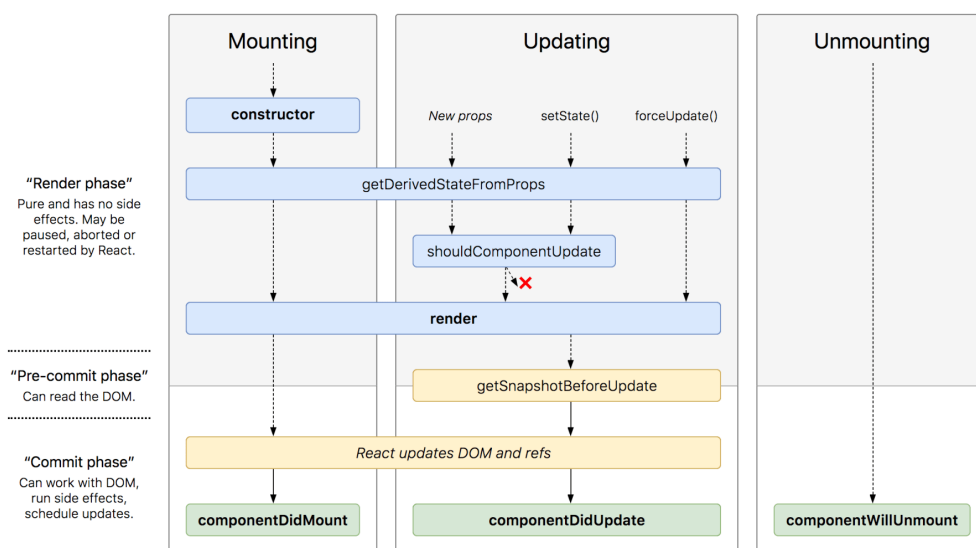 Mounting
Updating
Unmounting
constructor
New props
setState()
forceUpdate()
“Render phase”
Pure and has no side
effects. May be
paused, aborted or
restarted by React.
getDerivedStateFromProps
shouldComponentUpdate
render
“Pre-commit phase”
Can read the DOM.
getSnapshotBeforeUpdate
“Commit phase”
Can work with DOM,
run side effects,
schedule updates.
React updates DOM and refs
componentDidMount
componentDidUpdate
componentWillUnmount